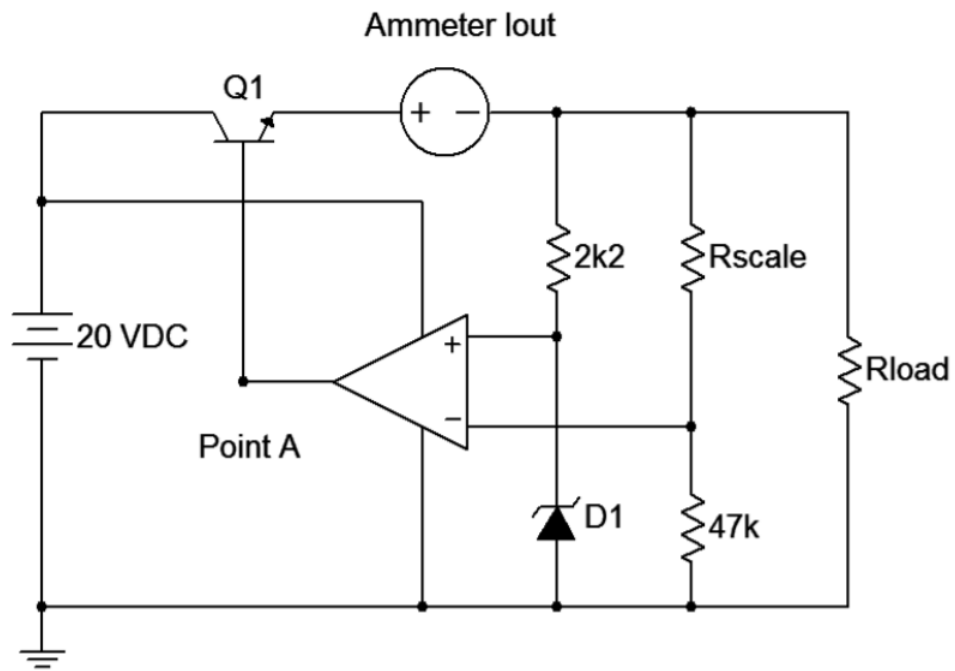 Ammeter Iout
Q1
+ −
2k2
Rscale
20 VDC
+
Rload
−
Point A
D1
47k